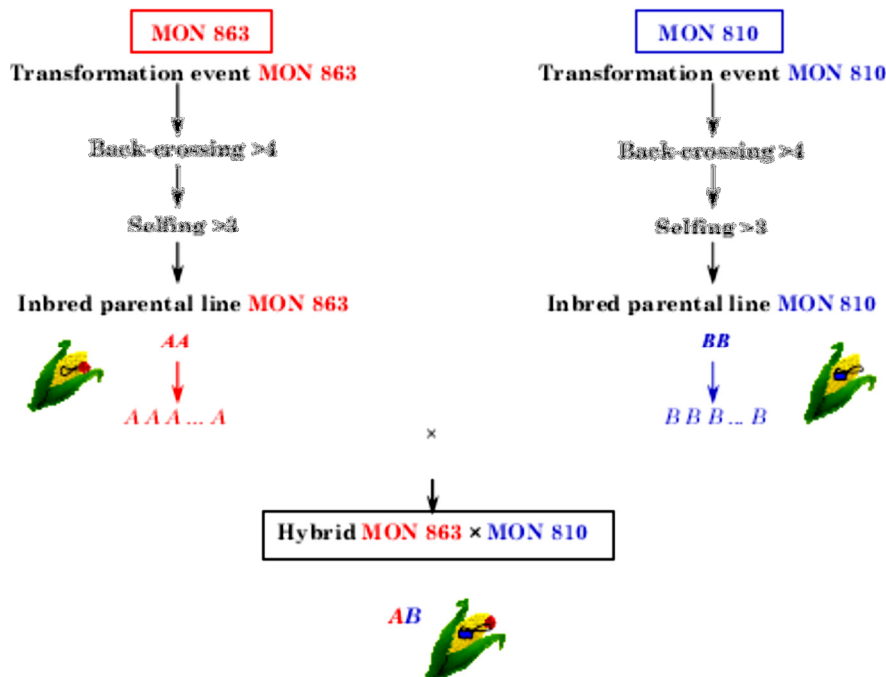 MON 863
Transformation event MON 863
Back-crossing >4
Selfing >3
Inbred parental line MON 863
AA
A A A ... A
MON 810
Transformation event MON 810
Back-crossing >4
Selfing >3
Inbred parental line MON 810
BB
B B B ... B
×
Hybrid MON 863 × MON 810
AB